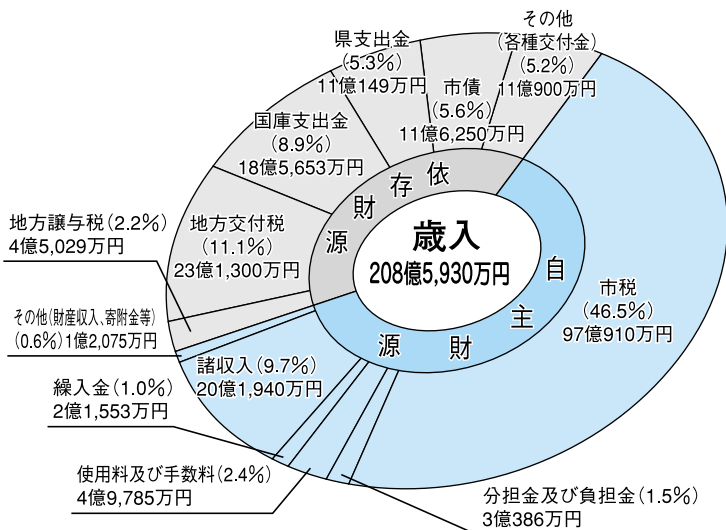 歳入
208億5,930万円
自主財源
依存財源
市税
(46.5%)
97億910万円
分担金及び負担金(1.5%)
3億386万円
使用料及び手数料(2.4%)
4億9,785万円
繰入金(1.0%)
2億1,553万円
諸収入(9.7%)
20億1,940万円
その他(財産収入、寄附金等)
(0.6%)1億2,075万円
地方譲与税(2.2%)
4億5,029万円
地方交付税
(11.1%)
23億1,300万円
国庫支出金
(8.9%)
18億5,653万円
県支出金
(5.3%)
11億149万円
市債
(5.6%)
11億6,250万円
その他
(各種交付金)
(5.2%)
11億900万円